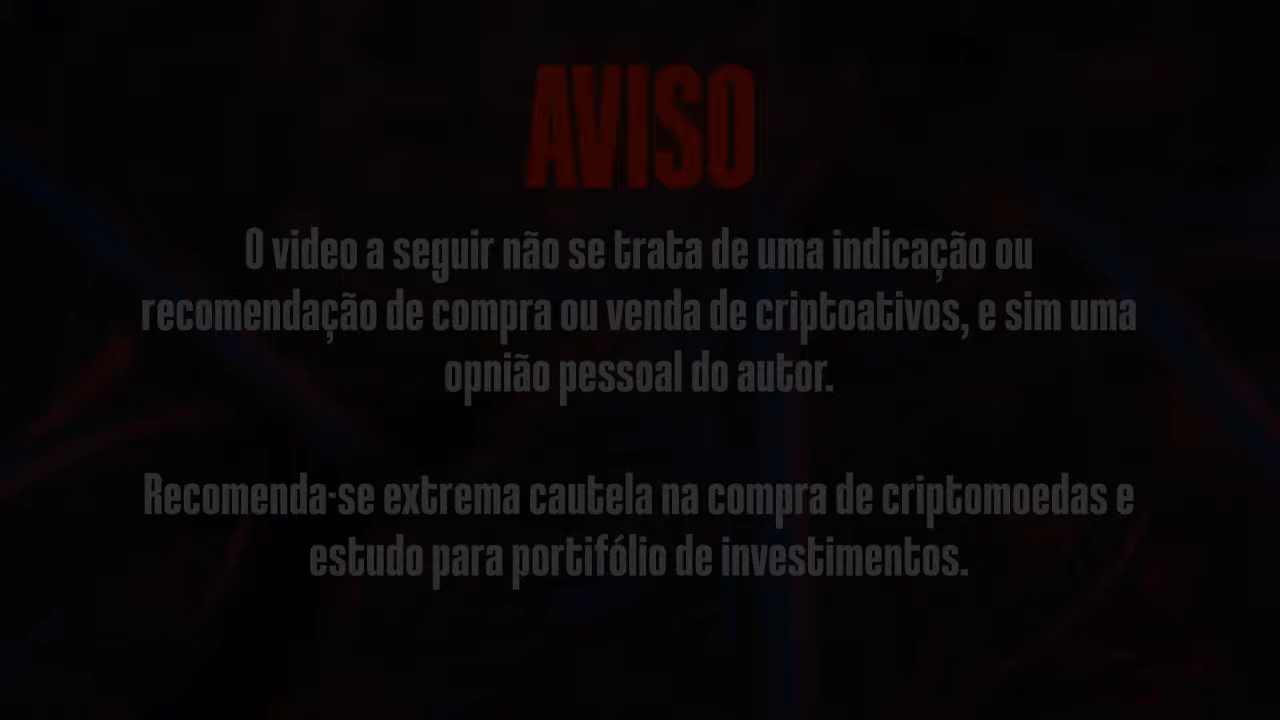 AVISO
O video a seguir não se trata de uma indicação ou
recomendação de compra ou venda de criptoativos, e sim uma
opnião pessoal do autor.
Recomenda-se extrema cautela na compra de criptomoedas e
estudo para portifólio de investimentos.